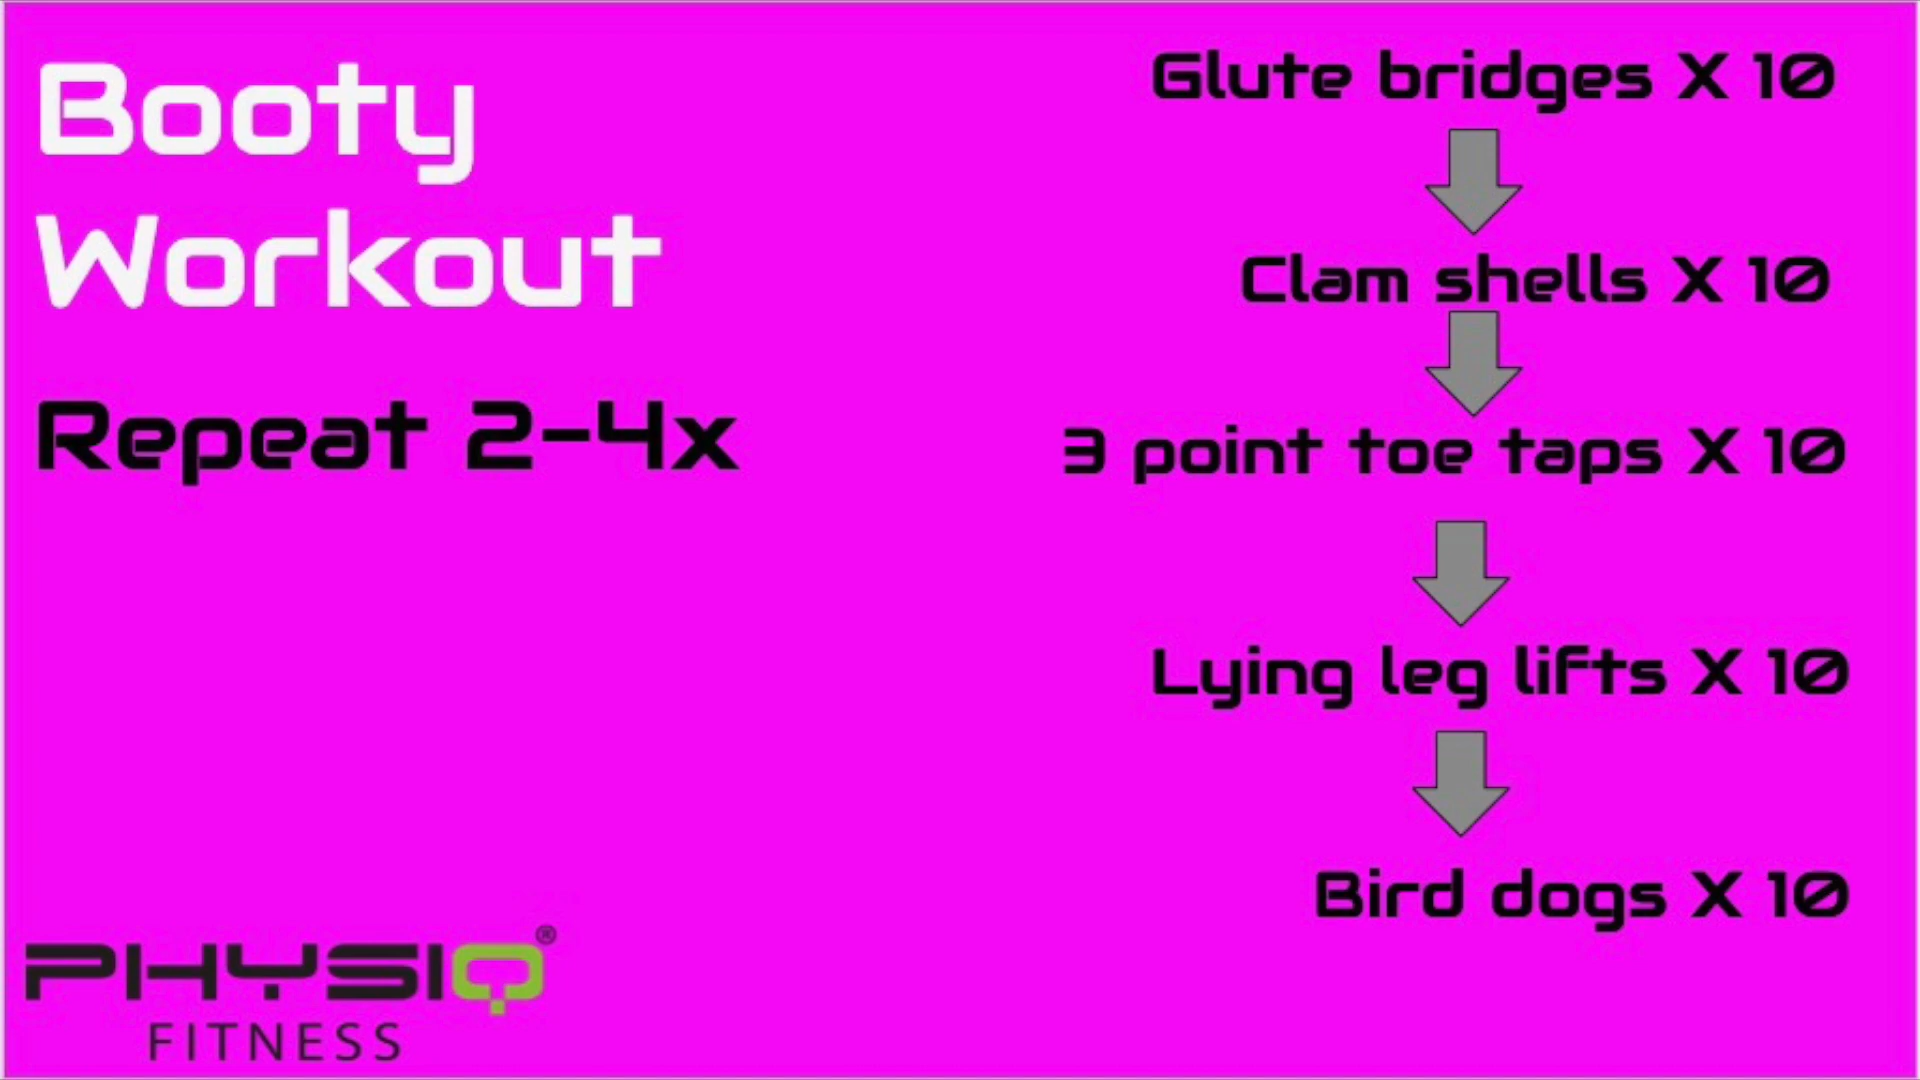 Booty
Workout
Repeat 2-4x
Glute bridges X 10
Clam shells X 10
3 point toe taps X 10
Lying leg lifts X 10
Bird dogs X 10
PHYSIQ®
FITNESS